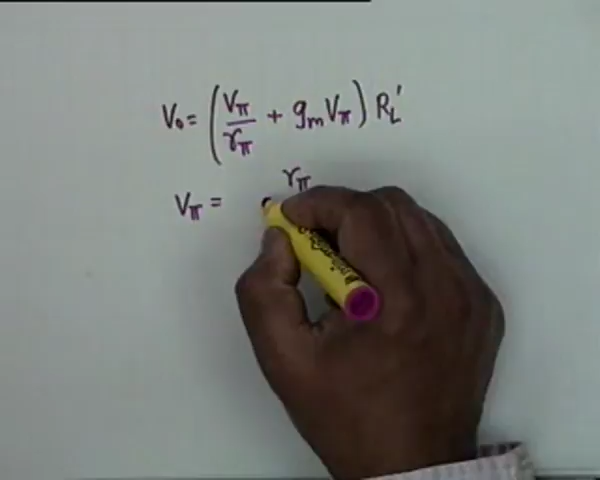 V₀ = (Vπ/rπ + gₘVπ) R_L'
Vπ = rπ